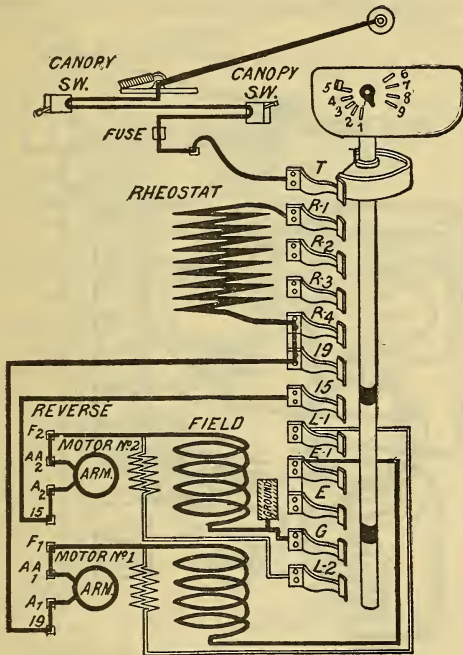 CANOPY
SW.
CANOPY
SW.
FUSE
5
4
3
2
1
6
7
8
9
T
RHEOSTAT
R-1
R-2
R-3
R-4
19
15
L-1
E-1
E
G
L-2
REVERSE
FIELD
F2
MOTOR Nº2
AA
2
ARM.
A2
15
GROUND
F1
MOTOR Nº1
AA
1
ARM.
A1
19